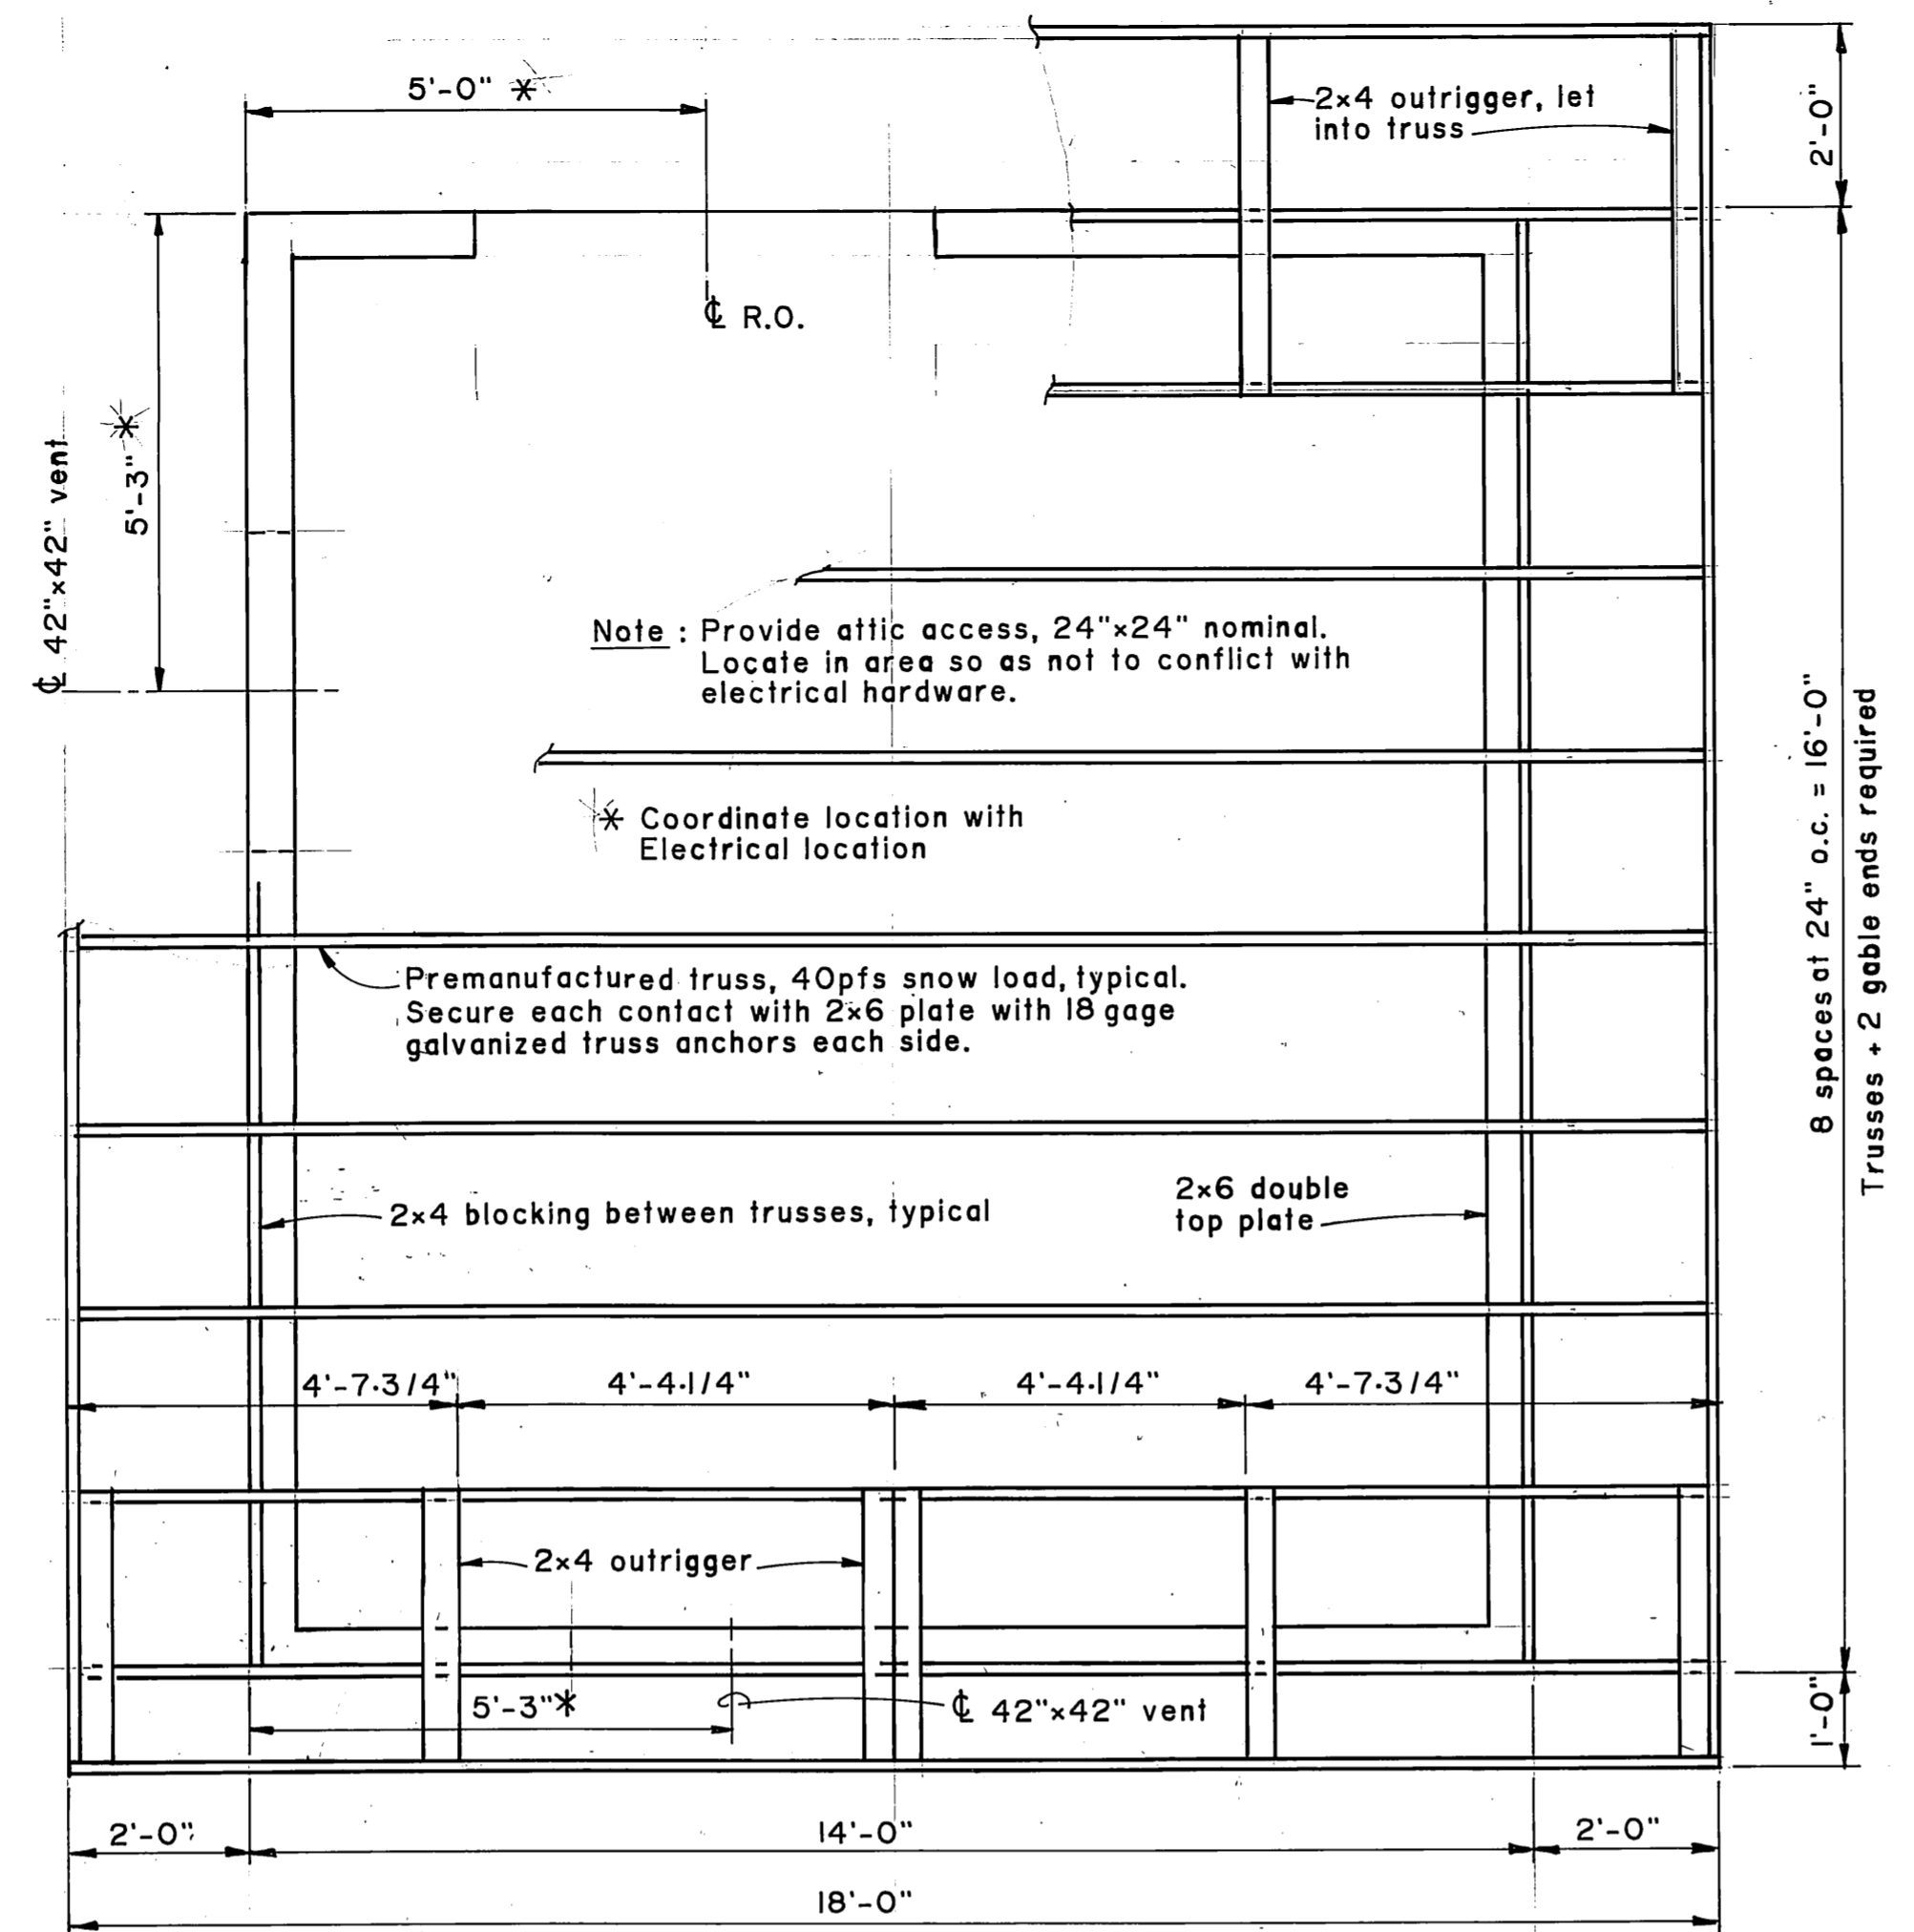 5'-0" *
2×4 outrigger, let
into truss
2'-0"
℄ R.O.
5'-3" *
℄ 42"×42" vent
Note : Provide attic access, 24"×24" nominal.
Locate in area so as not to conflict with
electrical hardware.
* Coordinate location with
Electrical location
8 spaces at 24" o.c. = 16'-0"
Trusses + 2 gable ends required
Premanufactured truss, 40pfs snow load, typical.
Secure each contact with 2×6 plate with 18 gage
galvanized truss anchors each side.
2×4 blocking between trusses, typical
2×6 double
top plate
4'-7.3/4" 4'-4.1/4" 4'-4.1/4" 4'-7.3/4"
2×4 outrigger
5'-3"*
℄ 42"×42" vent
1'-0"
2'-0" 14'-0" 2'-0"
18'-0"